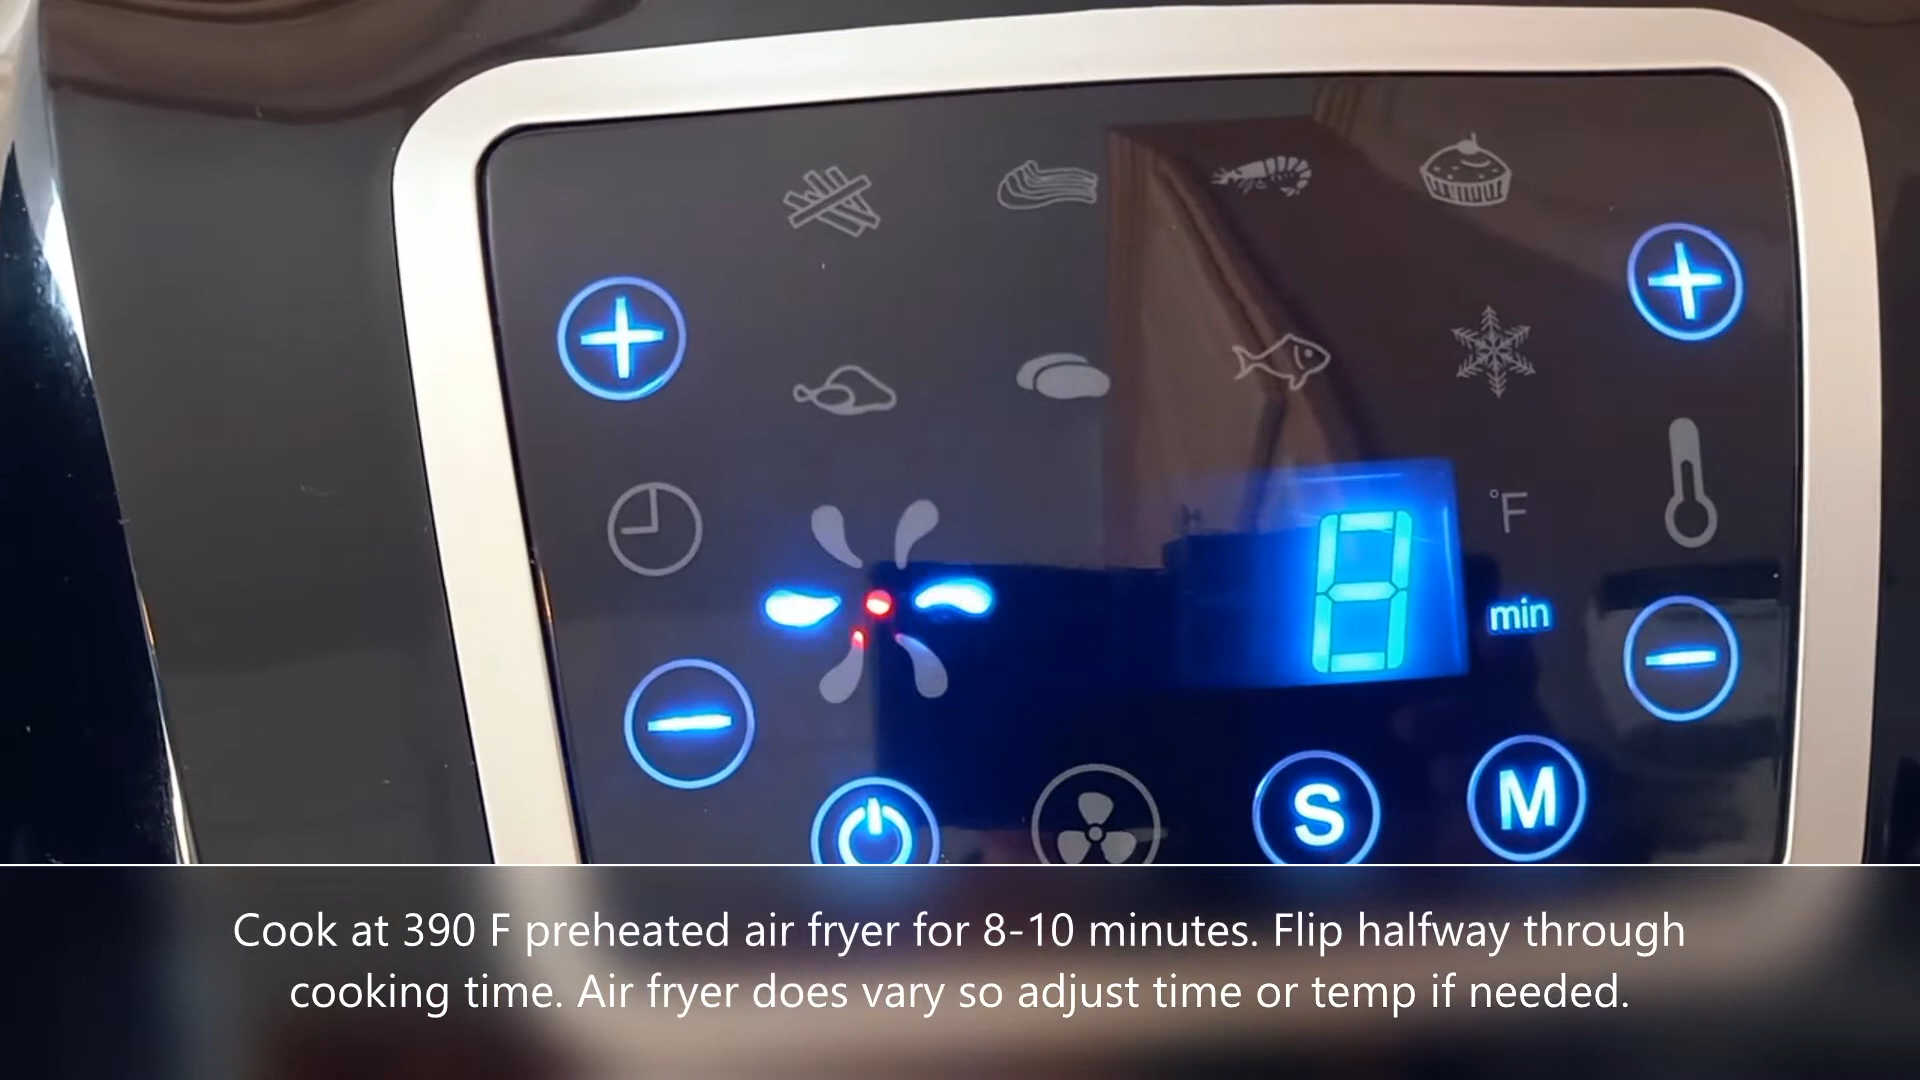 °F
8
min
S
M
Cook at 390 F preheated air fryer for 8-10 minutes. Flip halfway through
cooking time. Air fryer does vary so adjust time or temp if needed.